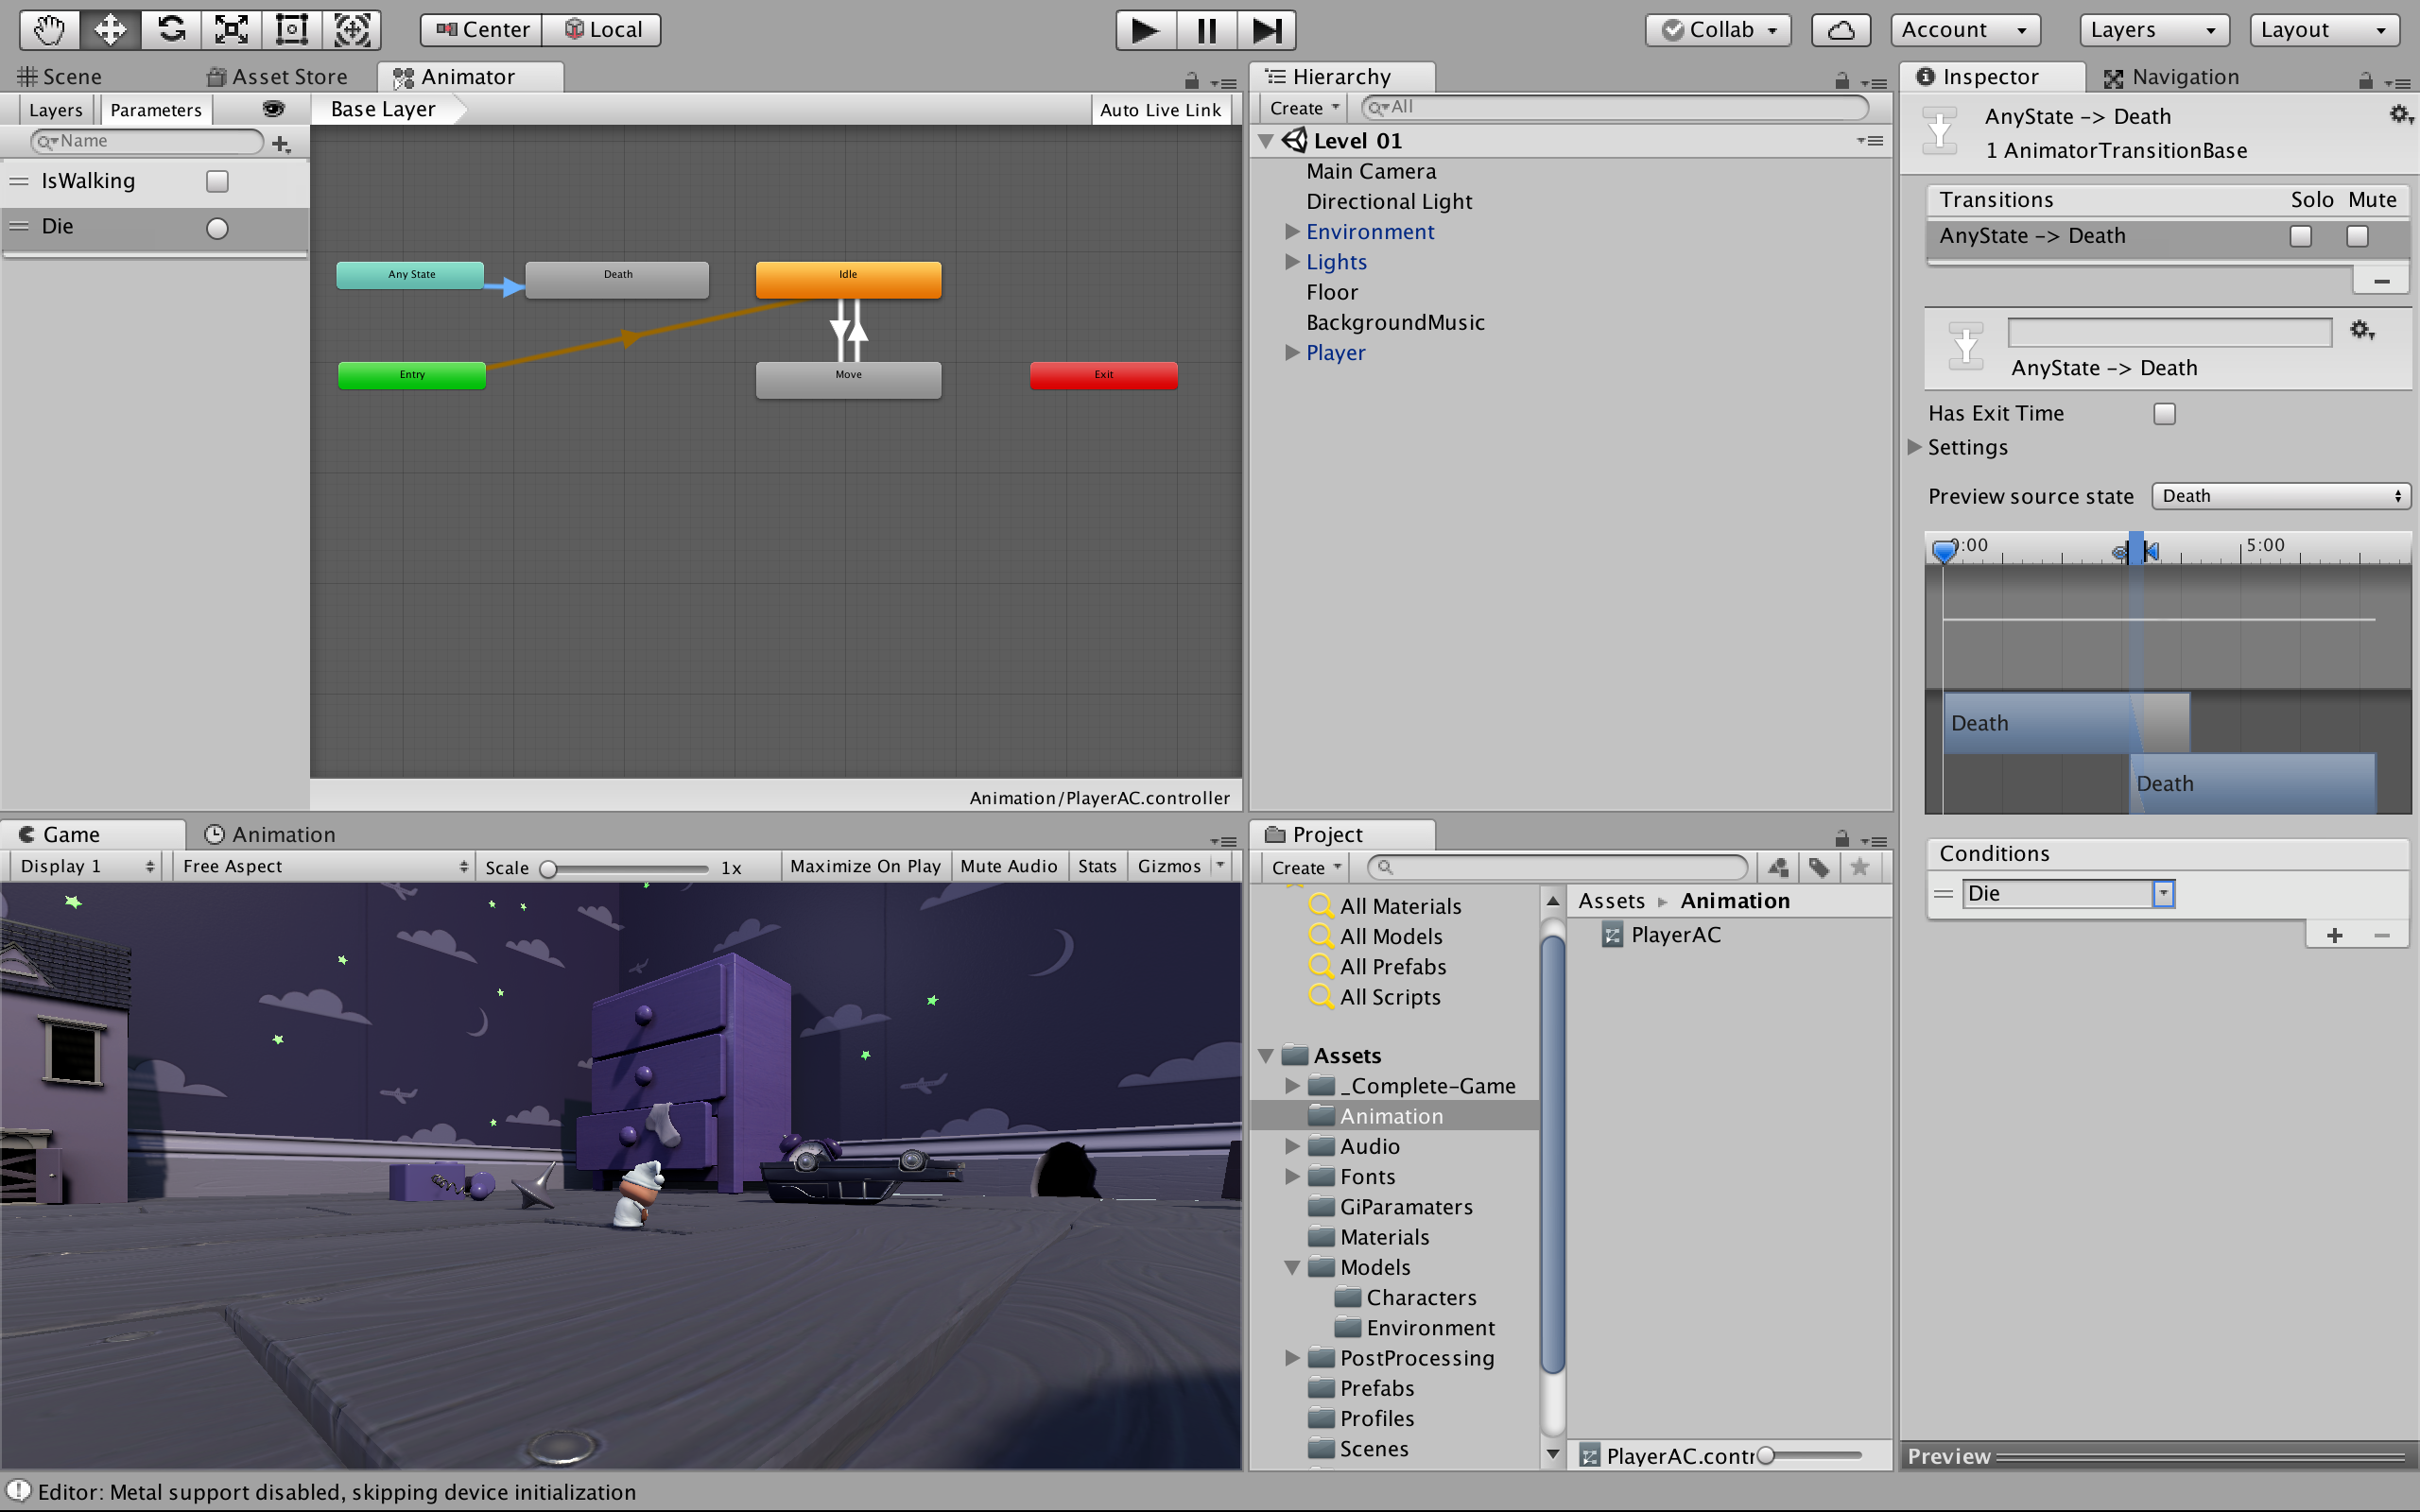 Center Local Collab Account Layers Layout
Scene Asset Store Animator
Layers Parameters
Base Layer
Auto Live Link
Name
IsWalking
Die
Any State
Death
Idle
Entry
Move
Exit
Animation/PlayerAC.controller
Hierarchy
Create All
Level 01
Main Camera
Directional Light
Environment
Lights
Floor
BackgroundMusic
Player
Game Animation
Display 1 Free Aspect Scale 1x Maximize On Play Mute Audio Stats Gizmos
Project
Create
All Materials
All Models
All Prefabs
All Scripts
Assets
_Complete-Game
Animation
Audio
Fonts
GiParamaters
Materials
Models
Characters
Environment
PostProcessing
Prefabs
Profiles
Scenes
Assets Animation
PlayerAC
PlayerAC.contr
Inspector Navigation
AnyState -> Death
1 AnimatorTransitionBase
Transitions Solo Mute
AnyState -> Death
AnyState -> Death
Has Exit Time
Settings
Preview source state Death
0:00 5:00
Death
Death
Conditions
Die
Preview
Editor: Metal support disabled, skipping device initialization